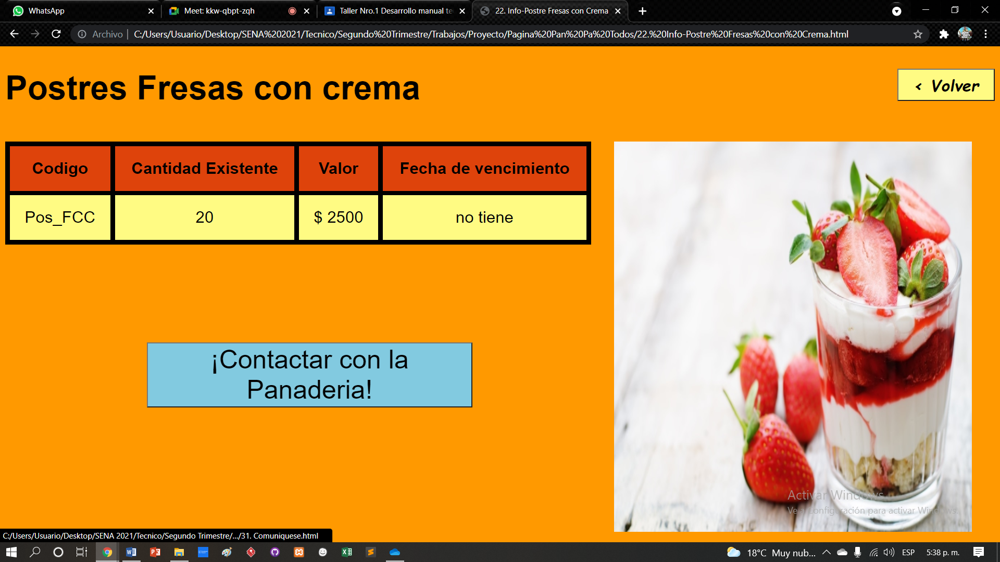 WhatsApp
Meet: kkw-qbpt-zqh
Taller Nro.1 Desarrollo manual te
22. Info-Postre Fresas con Crema
Archivo
C:/Users/Usuario/Desktop/SENA%202021/Tecnico/Segundo%20Trimestre/Trabajos/Proyecto/Pagina%20Pan%20Pa%20Todos/22.%20Info-Postre%20Fresas%20con%20Crema.html
Postres Fresas con crema
< Volver
Codigo Cantidad Existente Valor Fecha de vencimiento
Pos_FCC 20 $ 2500 no tiene
¡Contactar con la
Panaderia!
Activar Windows
Ve a Configuración para activar Windows.
C:/Users/Usuario/Desktop/SENA 2021/Tecnico/Segundo Trimestre/.../31. Comuniquese.html
18°C Muy nub... ESP 5:38 p. m.